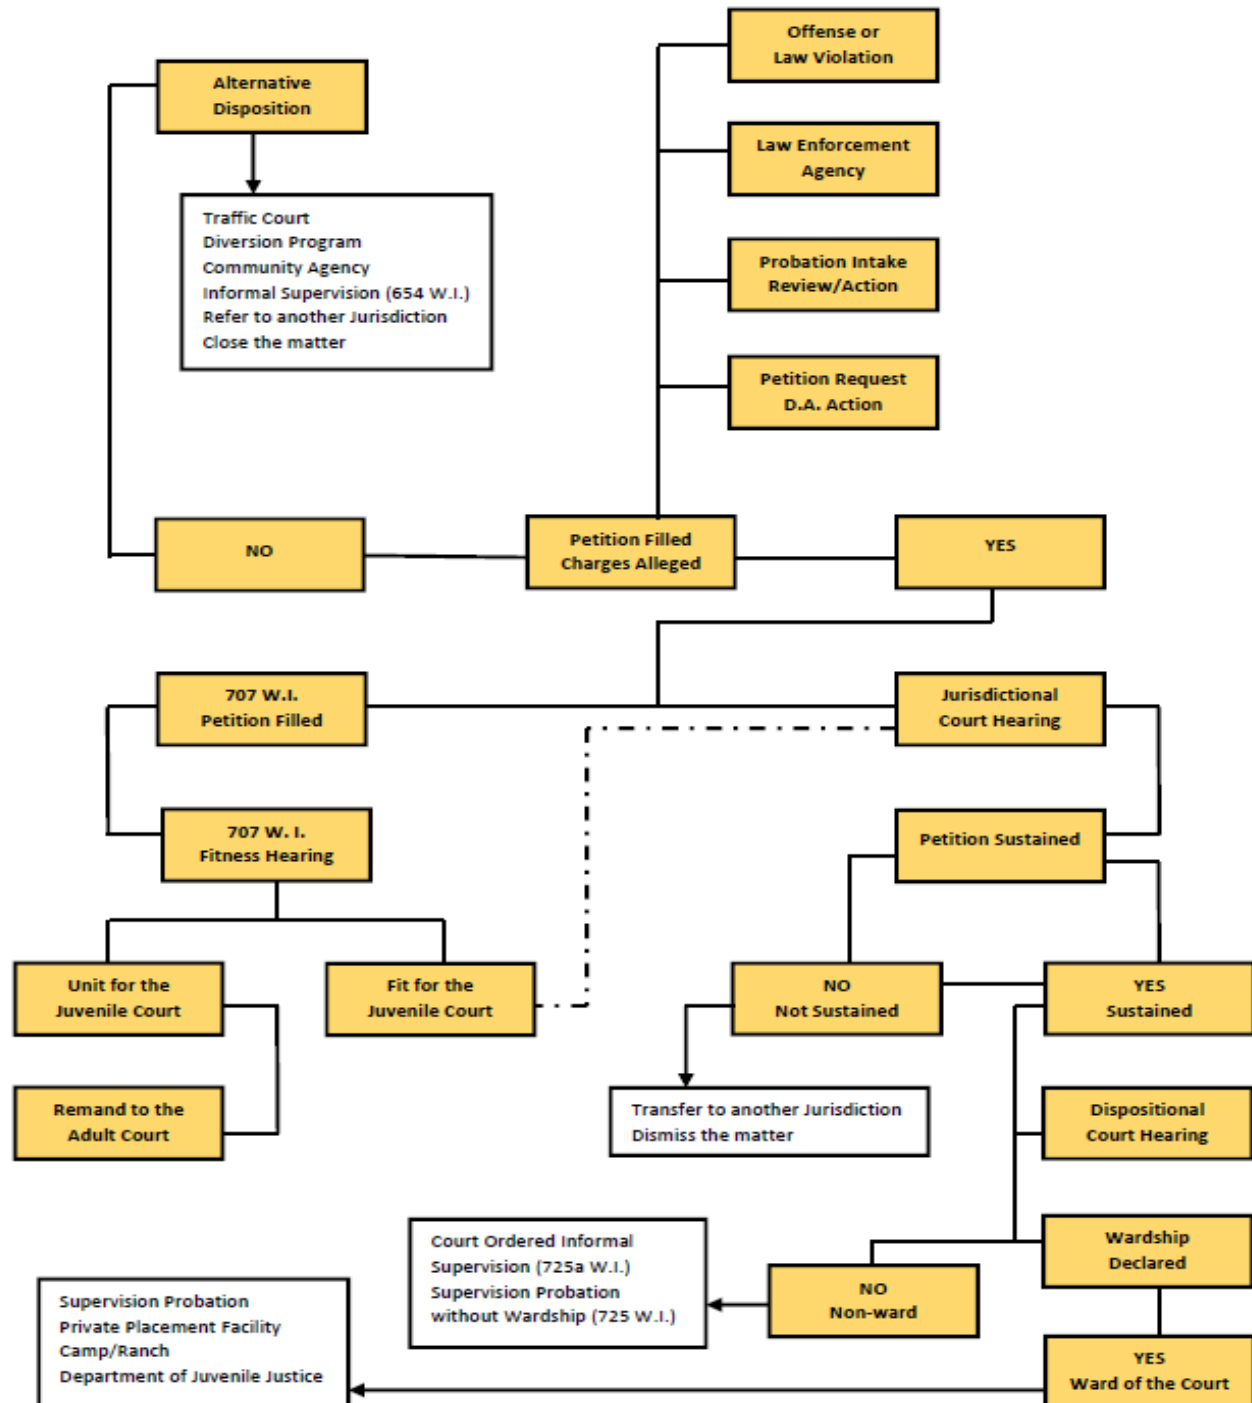 Offense or
Law Violation
Alternative
Disposition
Law Enforcement
Agency
Traffic Court
Diversion Program
Community Agency
Informal Supervision (654 W.I.)
Refer to another Jurisdiction
Close the matter
Probation Intake
Review/Action
Petition Request
D.A. Action
NO
Petition Filled
Charges Alleged
YES
707 W.I.
Petition Filled
Jurisdictional
Court Hearing
707 W. I.
Fitness Hearing
Petition Sustained
Unit for the
Juvenile Court
Fit for the
Juvenile Court
NO
Not Sustained
YES
Sustained
Remand to the
Adult Court
Transfer to another Jurisdiction
Dismiss the matter
Dispositional
Court Hearing
Court Ordered Informal
Supervision (725a W.I.)
Supervision Probation
without Wardship (725 W.I.)
NO
Non-ward
Wardship
Declared
Supervision Probation
Private Placement Facility
Camp/Ranch
Department of Juvenile Justice
YES
Ward of the Court